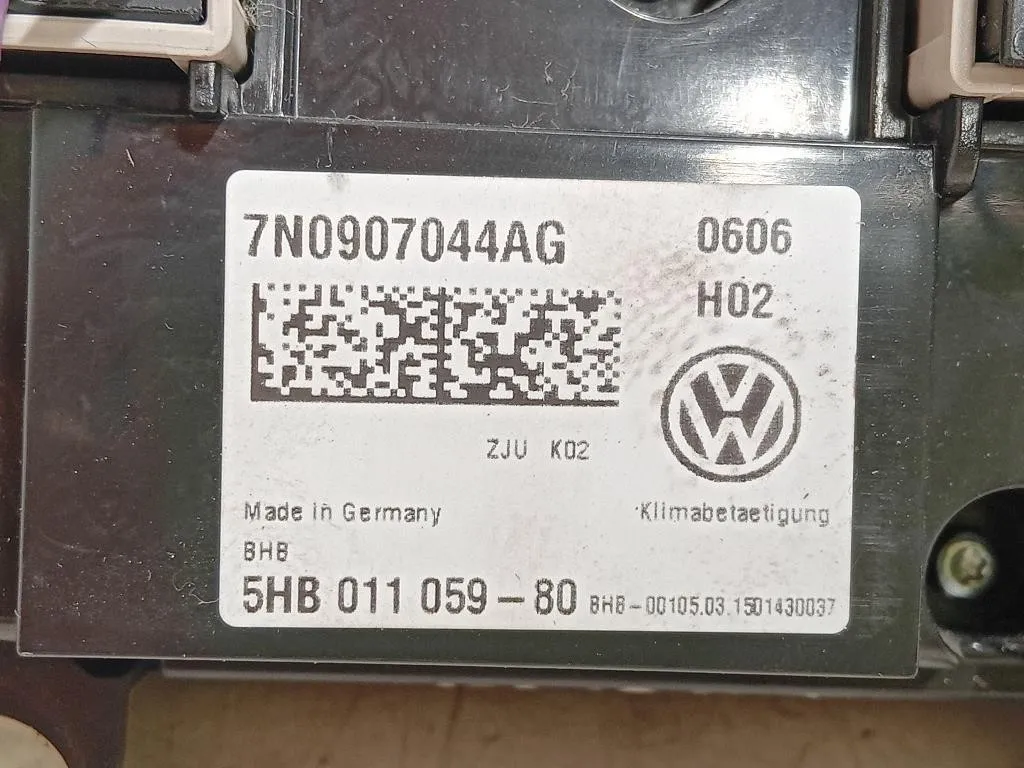 7N0907044AG 0606
H02
ZJU K02
Made in Germany Klimabetaetigung
BHB
5HB 011 059-80 BHB-00105.03.1501430037